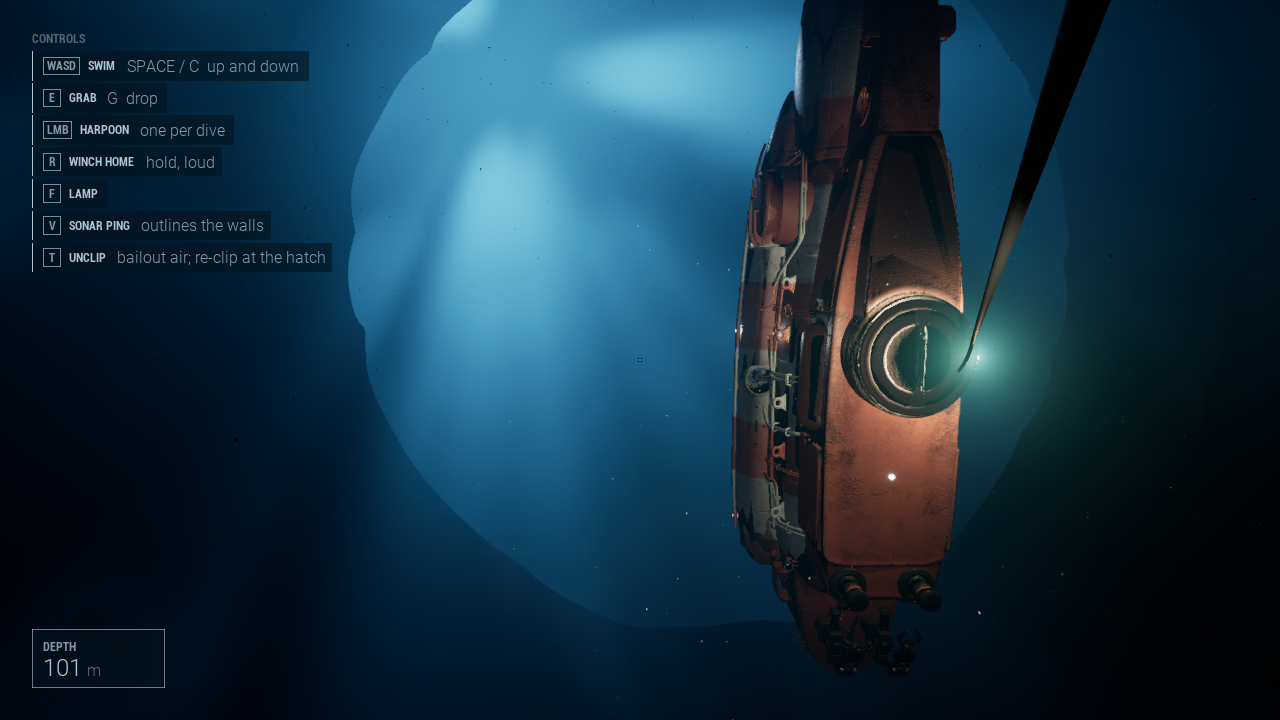 CONTROLS
WASD SWIM SPACE / C up and down
E GRAB G drop
LMB HARPOON one per dive
R WINCH HOME hold, loud
F LAMP
V SONAR PING outlines the walls
T UNCLIP bailout air; re-clip at the hatch
DEPTH
101 m